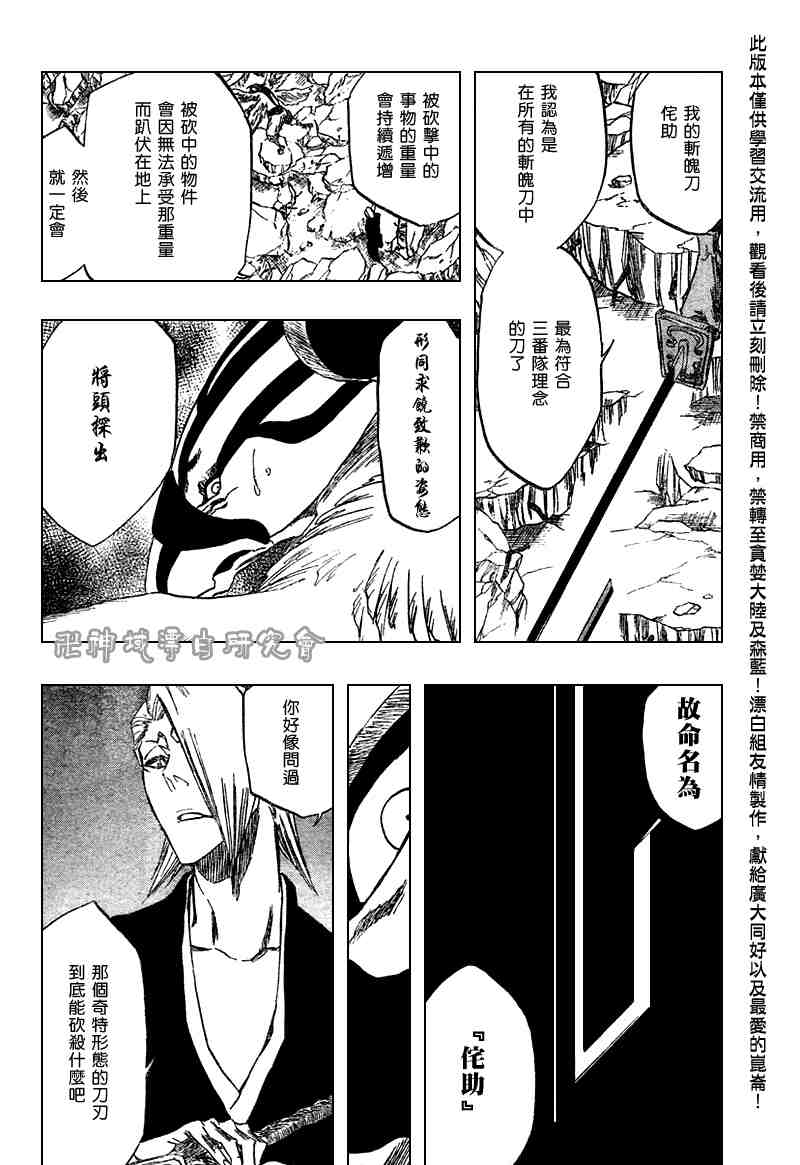 我的斬魄刀
侘助
我認為是
在所有的斬魄刀中
最為符合
三番隊理念
的刀了
被砍擊中的
事物的重量
會持續遞增
被砍中的物件
會因無法承受那重量
而趴伏在地上
然後
就一定會
形同求饒致歉的姿態
將頭探出
故命名為
『侘助』
你好像問過
那個奇特形態的刀刃
到底能砍殺什麼吧
卍神域漂白研究會
此版本僅供學習交流用，觀看後請立刻刪除！禁商用，禁轉至貪婪大陸及森藍！漂白組友情製作，獻給廣大同好以及最愛的崑崙！